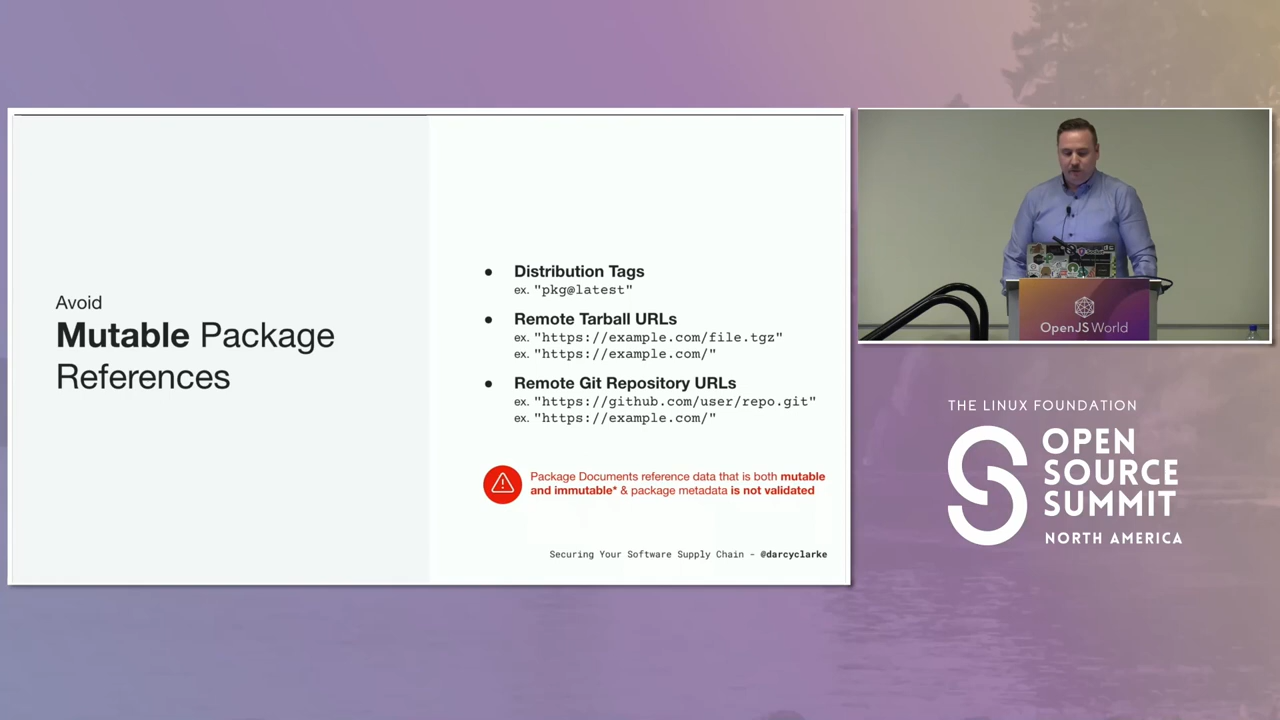 Avoid
Mutable Package
References
● Distribution Tags
ex. "pkg@latest"
● Remote Tarball URLs
ex. "https://example.com/file.tgz"
ex. "https://example.com/"
● Remote Git Repository URLs
ex. "https://github.com/user/repo.git"
ex. "https://example.com/"
Package Documents reference data that is both mutable
and immutable* & package metadata is not validated
Securing Your Software Supply Chain - @darcyclarke
OpenJS World
THE LINUX FOUNDATION
OPEN
SOURCE
SUMMIT
NORTH AMERICA